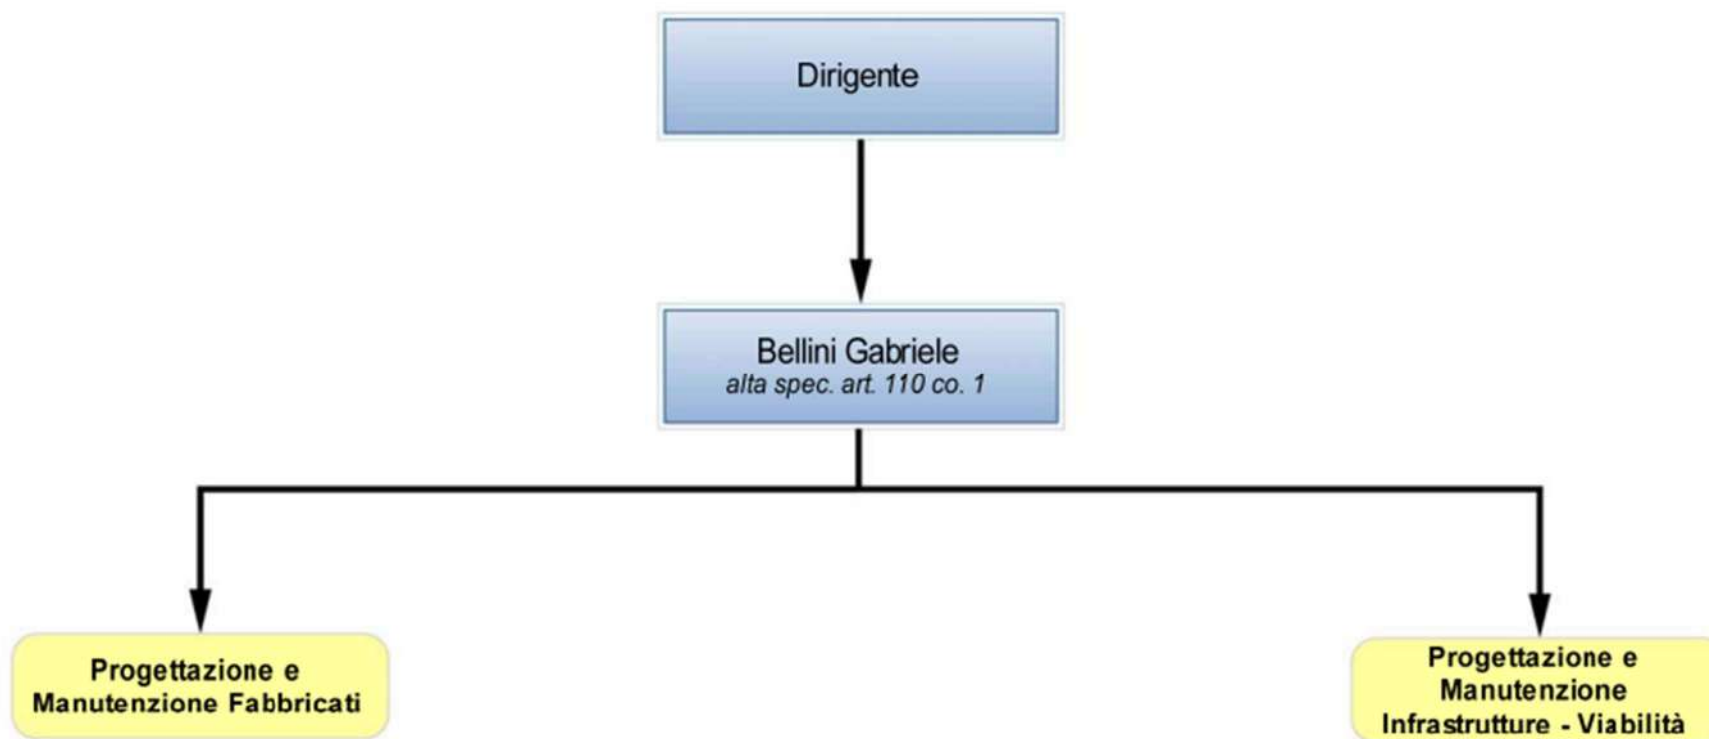 Dirigente
Bellini Gabriele
alta spec. art. 110 co. 1
Progettazione e
Manutenzione Fabbricati
Progettazione e
Manutenzione
Infrastrutture - Viabilità